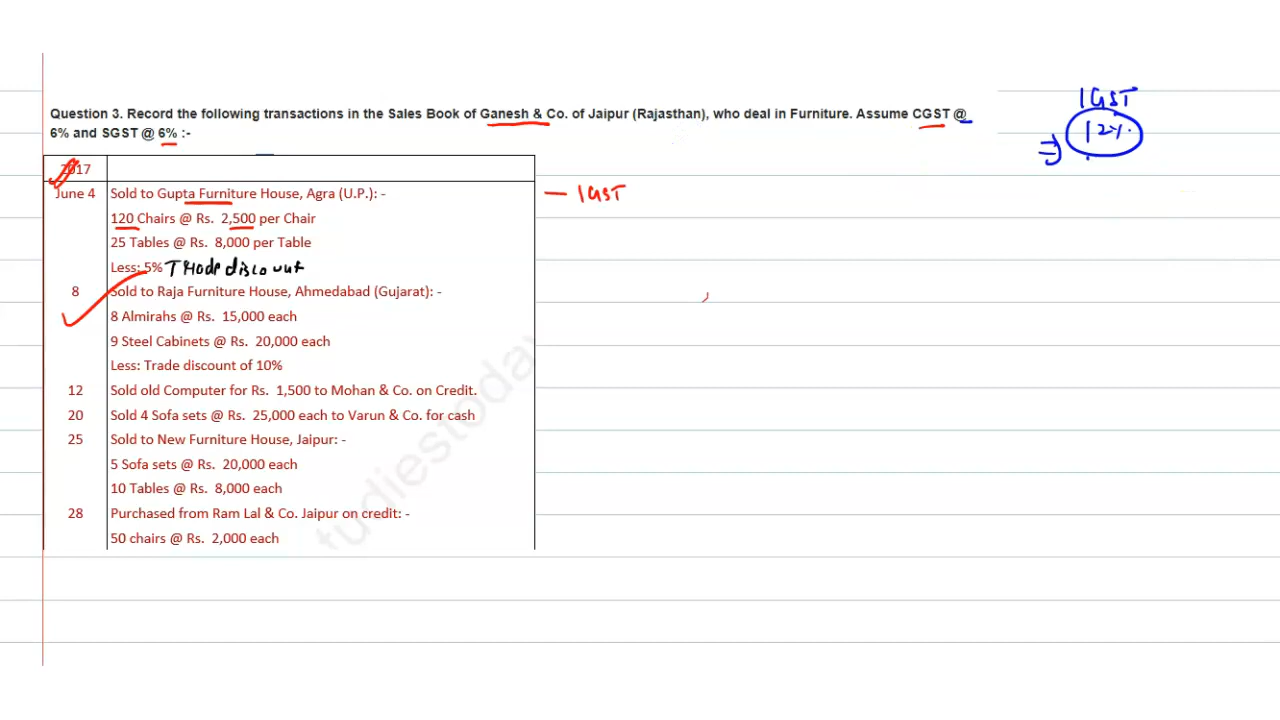 IGST
12%
Question 3. Record the following transactions in the Sales Book of Ganesh & Co. of Jaipur (Rajasthan), who deal in Furniture. Assume CGST @
6% and SGST @ 6% :-
2017
June 4 Sold to Gupta Furniture House, Agra (U.P.): - — IGST
120 Chairs @ Rs. 2,500 per Chair
25 Tables @ Rs. 8,000 per Table
Less: 5% Trade discount
8 Sold to Raja Furniture House, Ahmedabad (Gujarat): -
8 Almirahs @ Rs. 15,000 each
9 Steel Cabinets @ Rs. 20,000 each
Less: Trade discount of 10%
12 Sold old Computer for Rs. 1,500 to Mohan & Co. on Credit.
20 Sold 4 Sofa sets @ Rs. 25,000 each to Varun & Co. for cash
25 Sold to New Furniture House, Jaipur: -
5 Sofa sets @ Rs. 20,000 each
10 Tables @ Rs. 8,000 each
28 Purchased from Ram Lal & Co. Jaipur on credit: -
50 chairs @ Rs. 2,000 each
tudiestoday